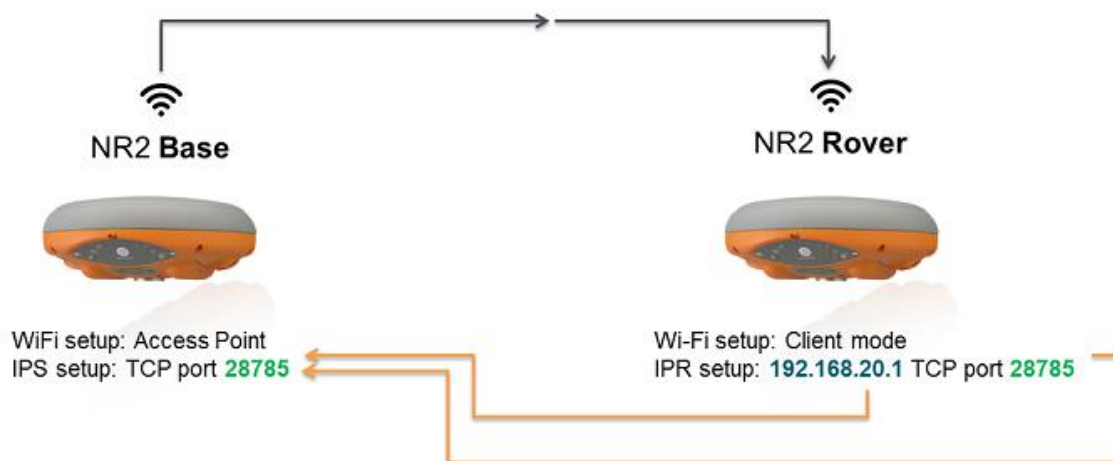 NR2 Base
NR2 Rover
WiFi setup: Access Point
IPS setup: TCP port 28785
Wi-Fi setup: Client mode
IPR setup: 192.168.20.1 TCP port 28785